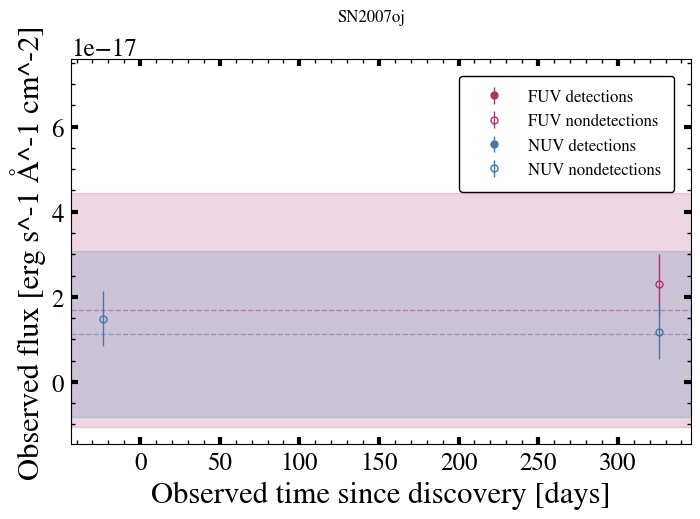 SN2007oj
1e−17
Observed flux [erg s^-1 Å^-1 cm^-2]
6
4
2
0
FUV detections
FUV nondetections
NUV detections
NUV nondetections
0 50 100 150 200 250 300
Observed time since discovery [days]